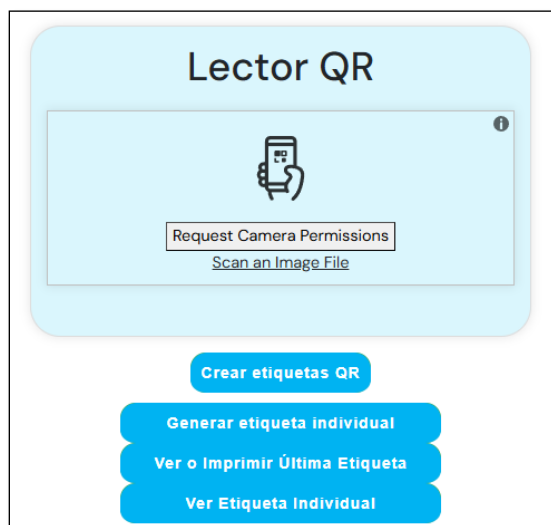 Lector QR
Request Camera Permissions
Scan an Image File
Crear etiquetas QR
Generar etiqueta individual
Ver o Imprimir Última Etiqueta
Ver Etiqueta Individual